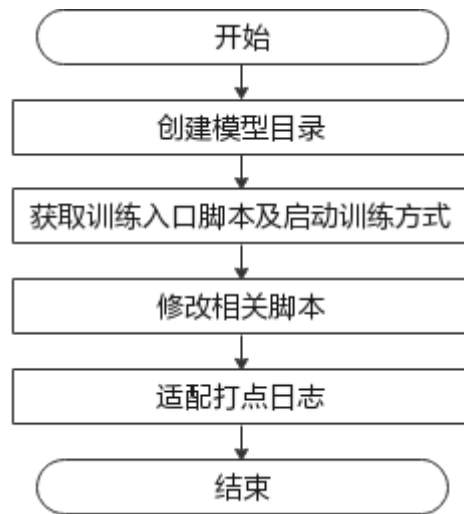 开始
创建模型目录
获取训练入口脚本及启动训练方式
修改相关脚本
适配打点日志
结束